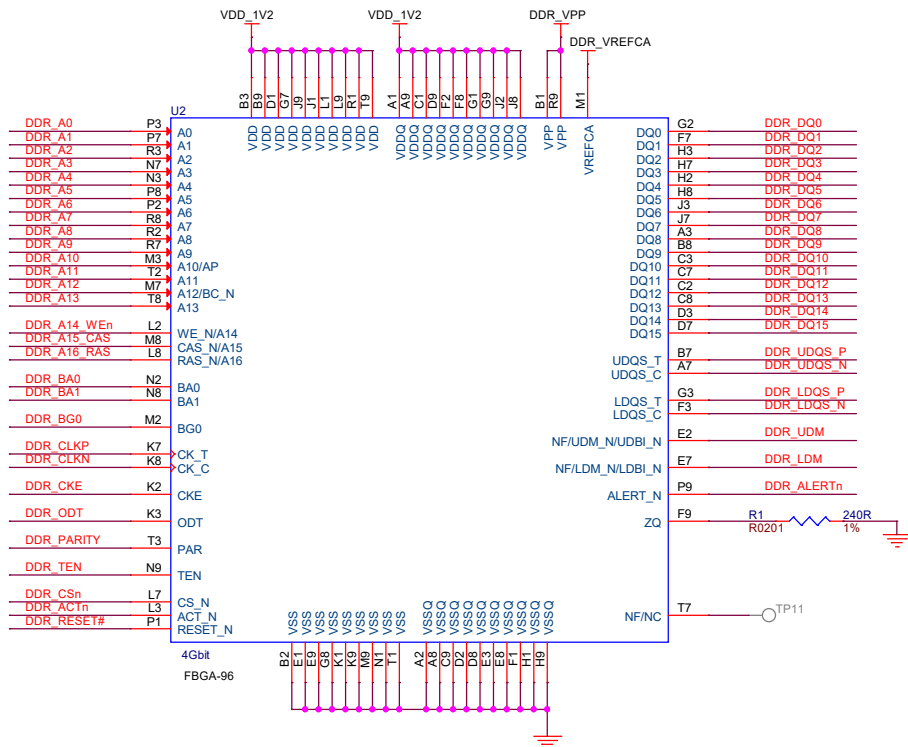 VDD_1V2 VDD_1V2 DDR_VPP
DDR_VREFCA
B3 B9 D1 G7 J9 J1 L1 L9 R1 T9 A1 A9 C1 D9 F2 F8 G1 G9 J2 J8 B1 R9 M1
U2
VDD VDD VDD VDD VDD VDD VDD VDD VDD VDD VDDQ VDDQ VDDQ VDDQ VDDQ VDDQ VDDQ VDDQ VDDQ VDDQ VPP VPP VREFCA
DDR_A0 P3 A0
DDR_A1 P7 A1
DDR_A2 R3 A2
DDR_A3 N7 A3
DDR_A4 N3 A4
DDR_A5 P8 A5
DDR_A6 P2 A6
DDR_A7 R8 A7
DDR_A8 R2 A8
DDR_A9 R7 A9
DDR_A10 M3 A10/AP
DDR_A11 T2 A11
DDR_A12 M7 A12/BC_N
DDR_A13 T8 A13
DDR_A14_WEn L2 WE_N/A14
DDR_A15_CAS M8 CAS_N/A15
DDR_A16_RAS L8 RAS_N/A16
DDR_BA0 N2 BA0
DDR_BA1 N8 BA1
DDR_BG0 M2 BG0
DDR_CLKP K7 CK_T
DDR_CLKN K8 CK_C
DDR_CKE K2 CKE
DDR_ODT K3 ODT
DDR_PARITY T3 PAR
DDR_TEN N9 TEN
DDR_CSn L7 CS_N
DDR_ACTn L3 ACT_N
DDR_RESET# P1 RESET_N
DQ0 G2 DDR_DQ0
DQ1 F7 DDR_DQ1
DQ2 H3 DDR_DQ2
DQ3 H7 DDR_DQ3
DQ4 H2 DDR_DQ4
DQ5 H8 DDR_DQ5
DQ6 J3 DDR_DQ6
DQ7 J7 DDR_DQ7
DQ8 A3 DDR_DQ8
DQ9 B8 DDR_DQ9
DQ10 C3 DDR_DQ10
DQ11 C7 DDR_DQ11
DQ12 C2 DDR_DQ12
DQ13 C8 DDR_DQ13
DQ14 D3 DDR_DQ14
DQ15 D7 DDR_DQ15
UDQS_T B7 DDR_UDQS_P
UDQS_C A7 DDR_UDQS_N
LDQS_T G3 DDR_LDQS_P
LDQS_C F3 DDR_LDQS_N
NF/UDM_N/UDBI_N E2 DDR_UDM
NF/LDM_N/LDBI_N E7 DDR_LDM
ALERT_N P9 DDR_ALERTn
ZQ F9 R1 240R
R0201 1%
NF/NC T7 TP11
VSS VSS VSS VSS VSS VSS VSS VSS VSS VSSQ VSSQ VSSQ VSSQ VSSQ VSSQ VSSQ VSSQ VSSQ VSSQ
4Gbit
FBGA-96
B2 E1 E9 G8 K1 K9 M9 N1 T1 A2 A8 C9 D2 D8 E3 E8 F1 H1 H9